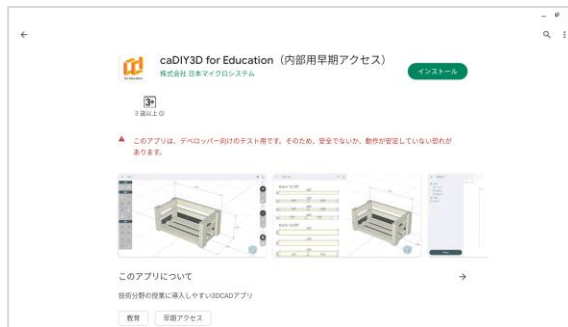 caDIY3D for Education（内部用早期アクセス）
株式会社 日本マイクロシステム
インストール
3+
3 歳以上
このアプリは、デベロッパー向けのテスト用です。そのため、安全でないか、動作が安定していない恐れが
あります。
このアプリについて
技術分野の授業に導入しやすい3DCADアプリ
教育
早期アクセス